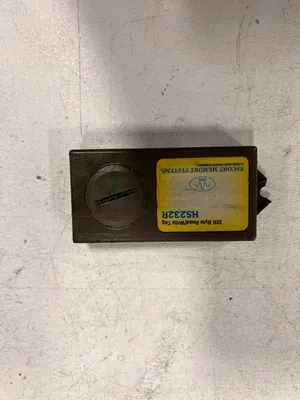 32K Byte Read/Write Tag
HS232R
ESCORT MEMORY SYSTEMS